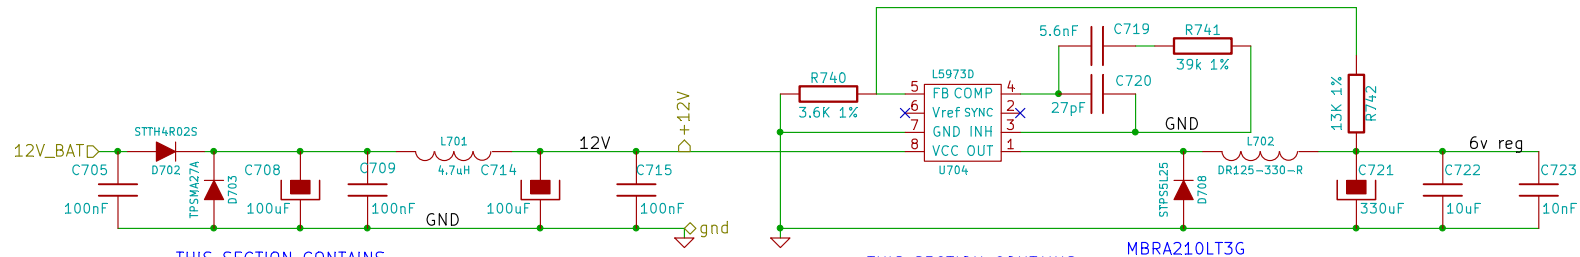 12V_BAT
C705
100nF
STTH4R02S
D702
TPSMA27A
D703
C708
100uF
C709
100nF
GND
L701
4.7uH
C714
100uF
12V
C715
100nF
+12V
gnd
R740
3.6K 1%
L5973D
5 FB COMP 4
6 Vref SYNC 2
7 GND INH 3
8 VCC OUT 1
U704
5.6nF
C719
C720
27pF
R741
39k 1%
GND
13K 1%
R742
STPS5L25
D708
L702
DR125-330-R
C721
330uF
C722
10uF
6v reg
C723
10nF
THIS SECTION CONTAINS
MBRA210LT3G